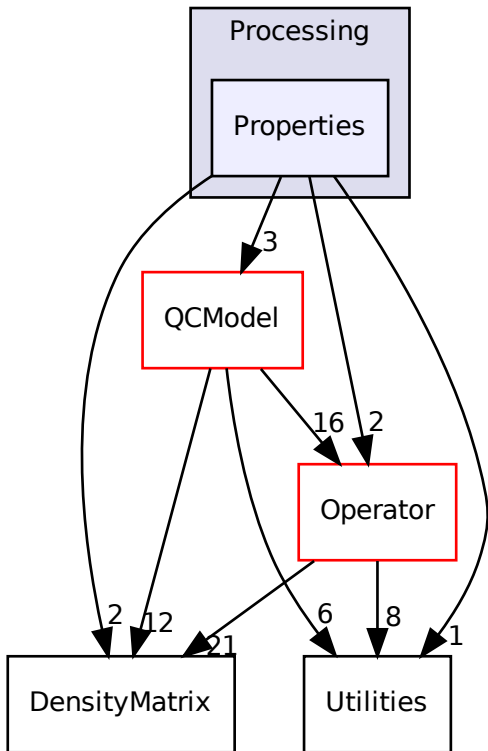 Processing
Properties
3
QCModel
16
2
Operator
2
12
21
6
8
1
DensityMatrix
Utilities